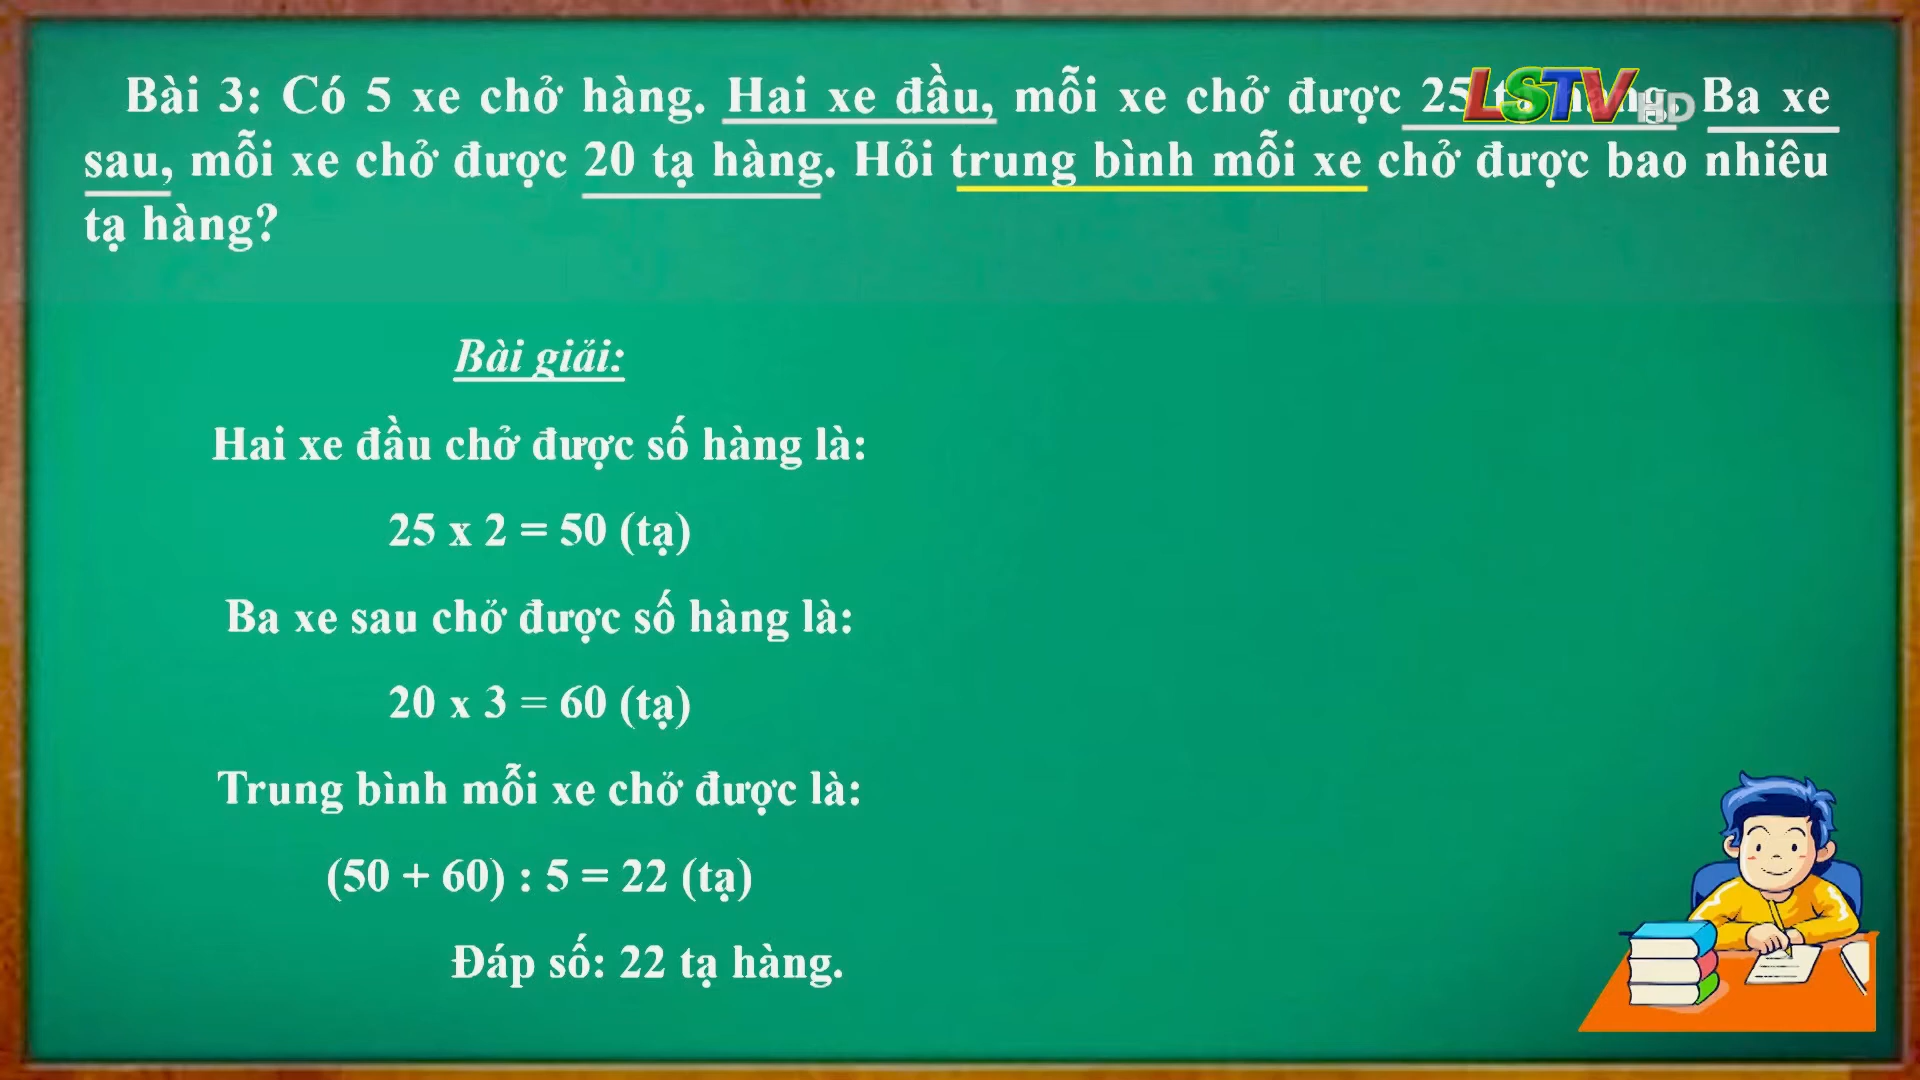 Bài 3: Có 5 xe chở hàng. Hai xe đầu, mỗi xe chở được 25 Ba xe
LSTV HD
sau, mỗi xe chở được 20 tạ hàng. Hỏi trung bình mỗi xe chở được bao nhiêu
tạ hàng?
Bài giải:
Hai xe đầu chở được số hàng là:
25 x 2 = 50 (tạ)
Ba xe sau chở được số hàng là:
20 x 3 = 60 (tạ)
Trung bình mỗi xe chở được là:
(50 + 60) : 5 = 22 (tạ)
Đáp số: 22 tạ hàng.